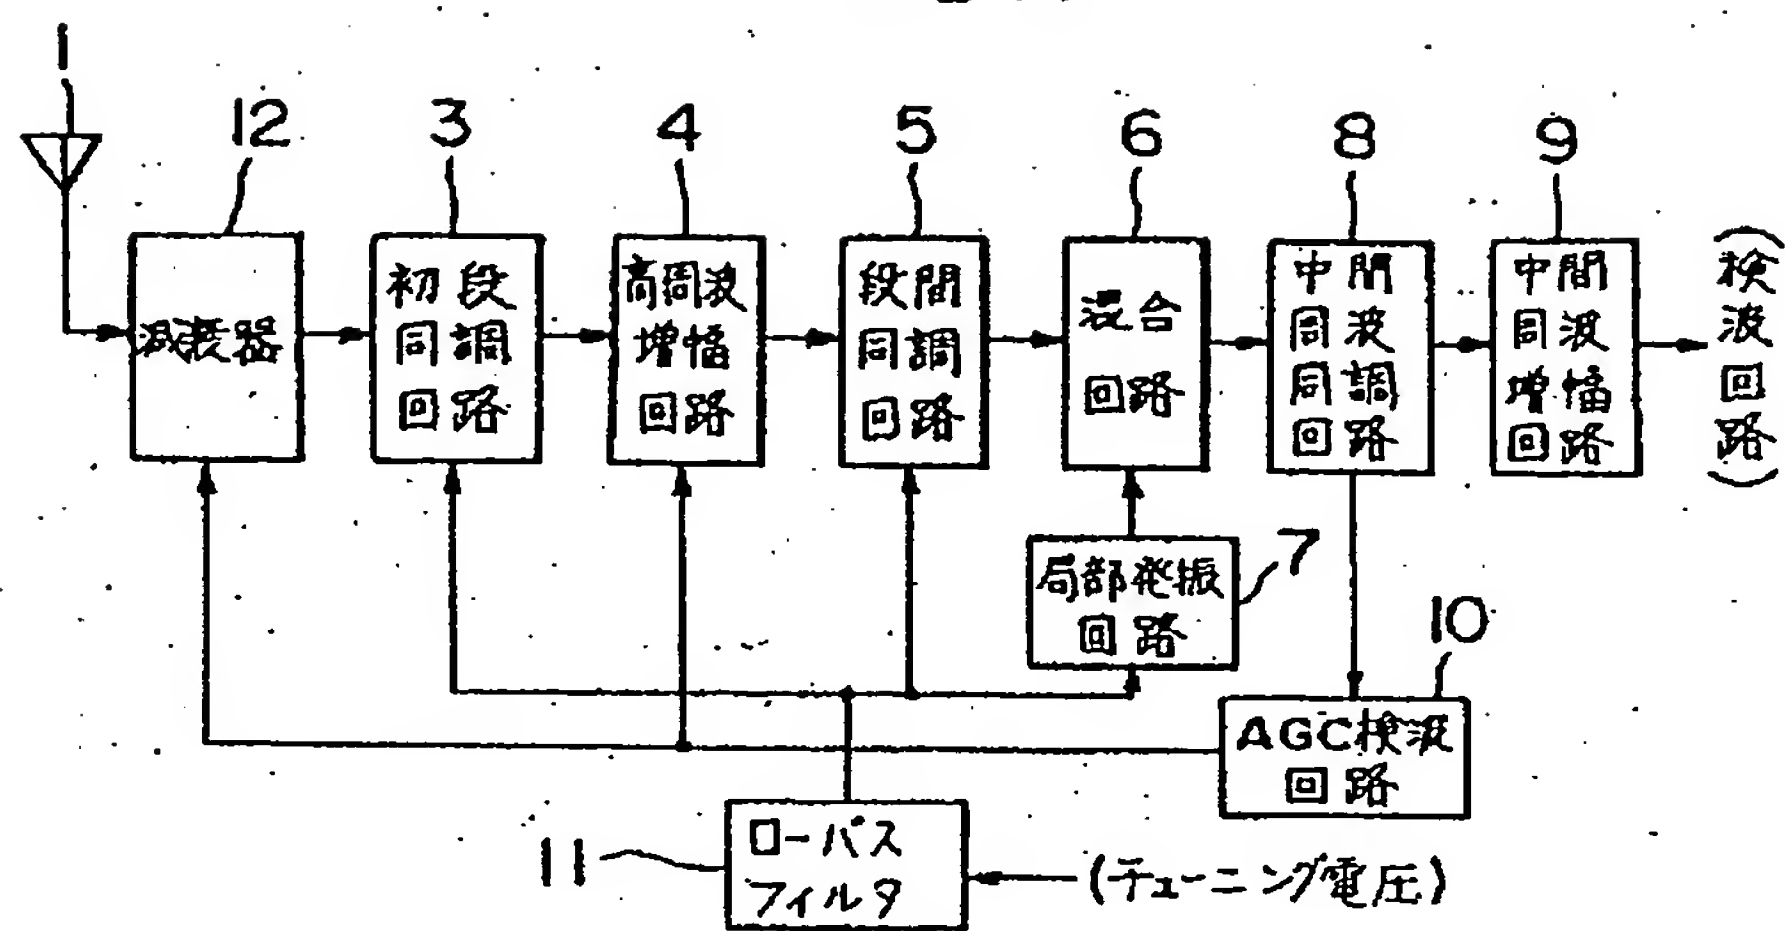 1
12
3
4
5
6
8
9
減衰器
初段
同調
回路
高周波
増幅
回路
段間
同調
回路
混合
回路
中間
周波
同調
回路
中間
周波
増幅
回路
(検波回路)
局部発振
回路
7
10
AGC検波
回路
11
ローパス
フィルタ
(チューニング電圧)